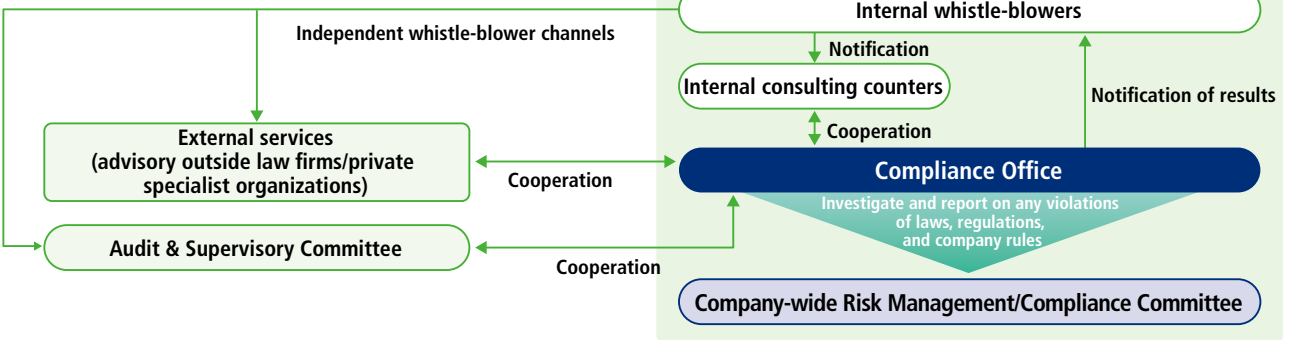 Internal whistle-blowers
Independent whistle-blower channels
Notification
Internal consulting counters
Notification of results
Cooperation
External services
(advisory outside law firms/private
specialist organizations)
Cooperation
Compliance Office
Investigate and report on any violations
of laws, regulations,
and company rules
Audit & Supervisory Committee
Cooperation
Company-wide Risk Management/Compliance Committee